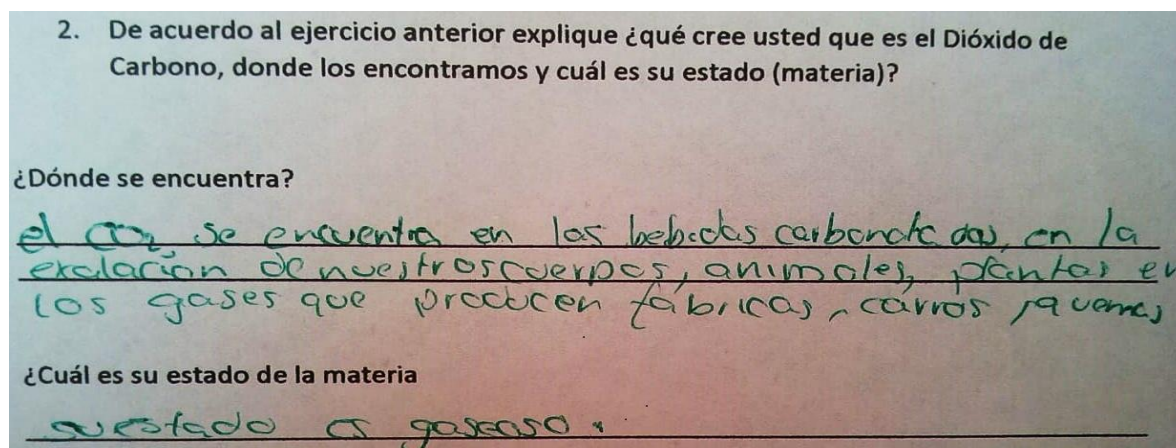 2. De acuerdo al ejercicio anterior explique ¿qué cree usted que es el Dióxido de
Carbono, donde los encontramos y cuál es su estado (materia)?
¿Dónde se encuentra?
el CO2 se encuentra en las bebidas carbonatadas, en la
exclación de nuestros cuerpos, animales, plantas en
los gases que producen fábricas, carros, quemas
¿Cuál es su estado de la materia
su estado es gaseoso.